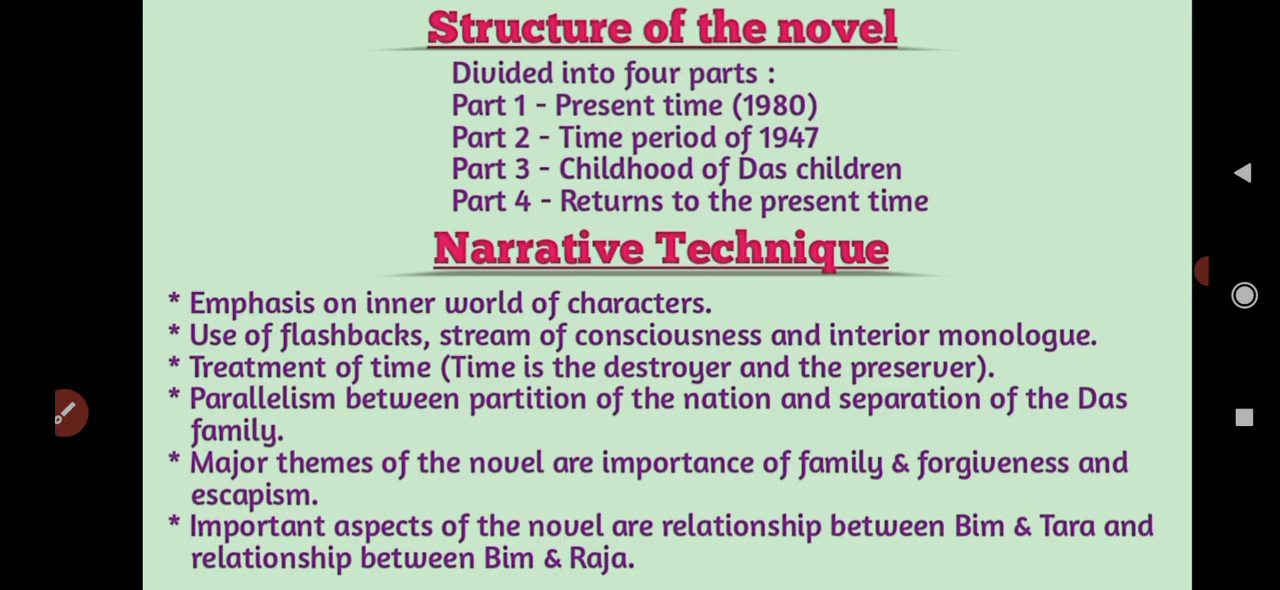 Structure of the novel
Divided into four parts :
Part 1 - Present time (1980)
Part 2 - Time period of 1947
Part 3 - Childhood of Das children
Part 4 - Returns to the present time
Narrative Technique
* Emphasis on inner world of characters.
* Use of flashbacks, stream of consciousness and interior monologue.
* Treatment of time (Time is the destroyer and the preserver).
* Parallelism between partition of the nation and separation of the Das
family.
* Major themes of the novel are importance of family & forgiveness and
escapism.
* Important aspects of the novel are relationship between Bim & Tara and
relationship between Bim & Raja.